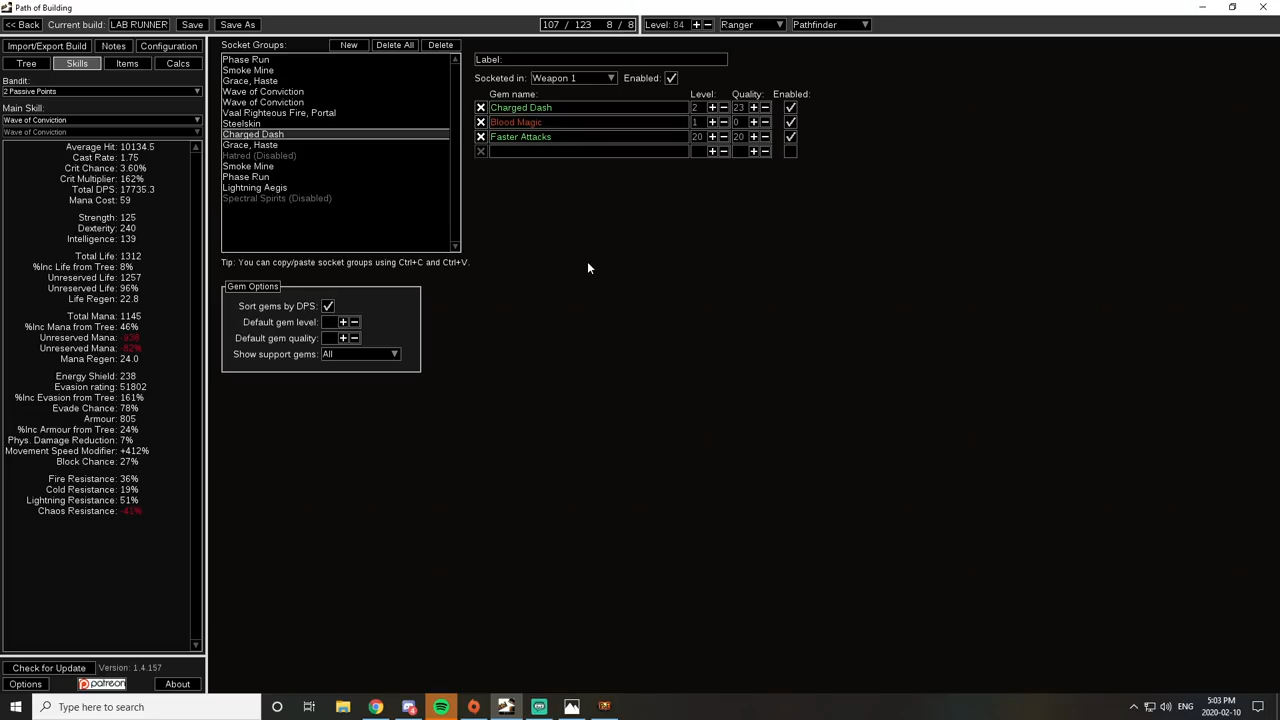 Path of Building
<< Back Current build: LAB RUNNER Save Save As 107 / 123 8 / 8 Level: 84 + - Ranger Pathfinder
Import/Export Build Notes Configuration
Tree Skills Items Calcs
Bandit:
2 Passive Points
Main Skill:
Wave of Conviction
Wave of Conviction
Average Hit: 10134.5
Cast Rate: 1.75
Crit Chance: 3.60%
Crit Multiplier: 162%
Total DPS: 17735.3
Mana Cost: 59
Strength: 125
Dexterity: 240
Intelligence: 139
Total Life: 1312
%Inc Life from Tree: 8%
Unreserved Life: 1257
Unreserved Life: 96%
Life Regen: 22.8
Total Mana: 1145
%Inc Mana from Tree: 46%
Unreserved Mana: -938
Unreserved Mana: -82%
Mana Regen: 24.0
Energy Shield: 238
Evasion rating: 51802
%Inc Evasion from Tree: 161%
Evade Chance: 78%
Armour: 805
%Inc Armour from Tree: 24%
Phys. Damage Reduction: 7%
Movement Speed Modifier: +412%
Block Chance: 27%
Fire Resistance: 36%
Cold Resistance: 19%
Lightning Resistance: 51%
Chaos Resistance: -41%
Check for Update Version: 1.4.157
Options patreon About
Socket Groups: New Delete All Delete
Phase Run
Smoke Mine
Grace, Haste
Wave of Conviction
Wave of Conviction
Vaal Righteous Fire, Portal
Steelskin
Charged Dash
Grace, Haste
Hatred (Disabled)
Smoke Mine
Phase Run
Lightning Aegis
Spectral Spirits (Disabled)
Tip: You can copy/paste socket groups using Ctrl+C and Ctrl+V.
Gem Options
Sort gems by DPS:
Default gem level: + -
Default gem quality: + -
Show support gems: All
Label:
Socketed in: Weapon 1 Enabled:
Gem name: Level: Quality: Enabled:
Charged Dash 2 + - 23 + -
Blood Magic 1 + - 0 + -
Faster Attacks 20 + - 20 + -
+ - + -
Type here to search
ENG
5:03 PM
2020-02-10